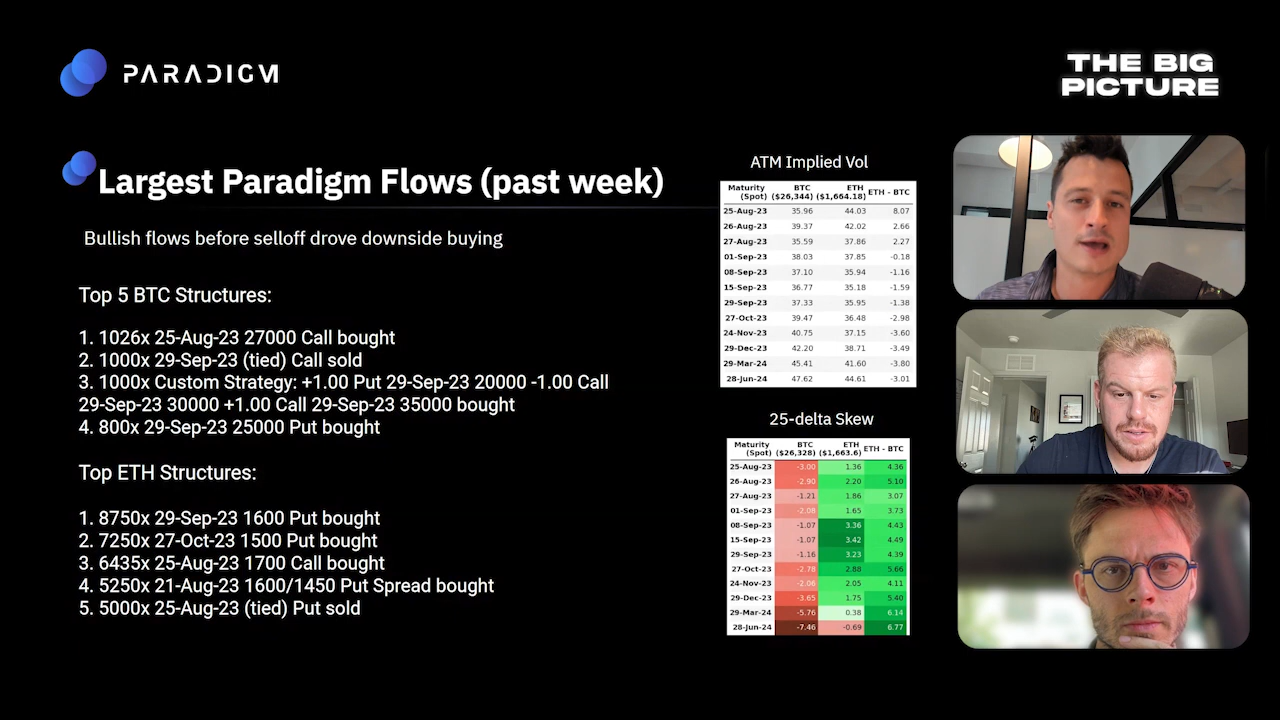 PARADIGM
THE BIG
PICTURE
Largest Paradigm Flows (past week)
Bullish flows before selloff drove downside buying
Top 5 BTC Structures:
1. 1026x 25-Aug-23 27000 Call bought
2. 1000x 29-Sep-23 (tied) Call sold
3. 1000x Custom Strategy: +1.00 Put 29-Sep-23 20000 -1.00 Call
29-Sep-23 30000 +1.00 Call 29-Sep-23 35000 bought
4. 800x 29-Sep-23 25000 Put bought
Top ETH Structures:
1. 8750x 29-Sep-23 1600 Put bought
2. 7250x 27-Oct-23 1500 Put bought
3. 6435x 25-Aug-23 1700 Call bought
4. 5250x 21-Aug-23 1600/1450 Put Spread bought
5. 5000x 25-Aug-23 (tied) Put sold
ATM Implied Vol
Maturity BTC ETH ETH - BTC
(Spot) ($26,344) ($1,664.18)
25-Aug-23 35.96 44.03 8.07
26-Aug-23 39.37 42.02 2.66
27-Aug-23 35.59 37.86 2.27
01-Sep-23 38.03 37.85 -0.18
08-Sep-23 37.10 35.94 -1.16
15-Sep-23 36.77 35.18 -1.59
29-Sep-23 37.33 35.95 -1.38
27-Oct-23 39.47 36.48 -2.98
24-Nov-23 40.75 37.15 -3.60
29-Dec-23 42.20 38.71 -3.49
29-Mar-24 45.41 41.60 -3.80
28-Jun-24 47.62 44.61 -3.01
25-delta Skew
Maturity BTC ETH ETH - BTC
(Spot) ($26,328) ($1,663.6)
25-Aug-23 -3.00 1.36 4.36
26-Aug-23 -2.90 2.20 5.10
27-Aug-23 -1.21 1.86 3.07
01-Sep-23 -2.08 1.65 3.73
08-Sep-23 -1.07 3.36 4.43
15-Sep-23 -1.07 3.42 4.49
29-Sep-23 -1.16 3.23 4.39
27-Oct-23 -2.78 2.88 5.66
24-Nov-23 -2.06 2.05 4.11
29-Dec-23 -3.65 1.75 5.40
29-Mar-24 -5.76 0.38 6.14
28-Jun-24 -7.46 -0.69 6.77